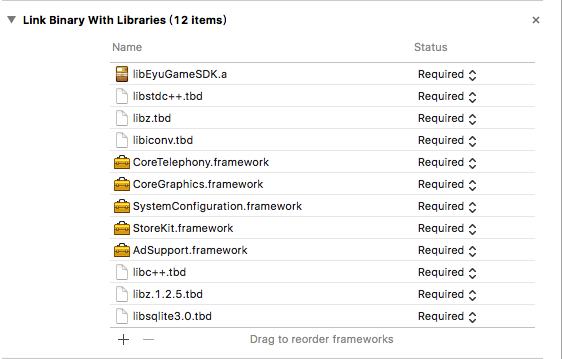 Link Binary With Libraries (12 items)
Name Status
libEyuGameSDK.a Required
libstdc++.tbd Required
libz.tbd Required
libiconv.tbd Required
CoreTelephony.framework Required
CoreGraphics.framework Required
SystemConfiguration.framework Required
StoreKit.framework Required
AdSupport.framework Required
libc++.tbd Required
libz.1.2.5.tbd Required
libsqlite3.0.tbd Required
Drag to reorder frameworks